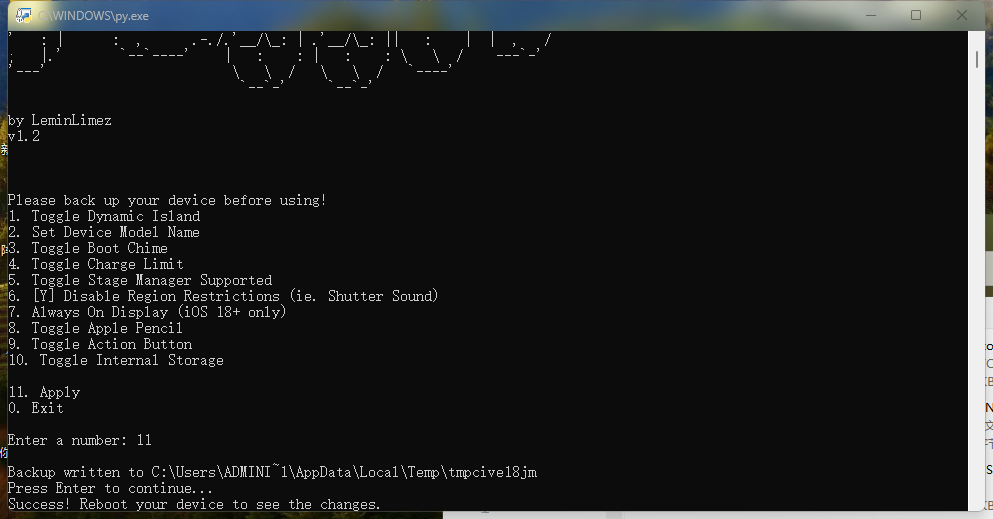 C:\WINDOWS\py.exe
by LeminLimez
v1.2
Please back up your device before using!
1. Toggle Dynamic Island
2. Set Device Model Name
3. Toggle Boot Chime
4. Toggle Charge Limit
5. Toggle Stage Manager Supported
6. [Y] Disable Region Restrictions (ie. Shutter Sound)
7. Always On Display (iOS 18+ only)
8. Toggle Apple Pencil
9. Toggle Action Button
10. Toggle Internal Storage
11. Apply
0. Exit
Enter a number: 11
Backup written to C:\Users\ADMINI~1\AppData\Local\Temp\tmpcive18jm
Press Enter to continue...
Success! Reboot your device to see the changes.